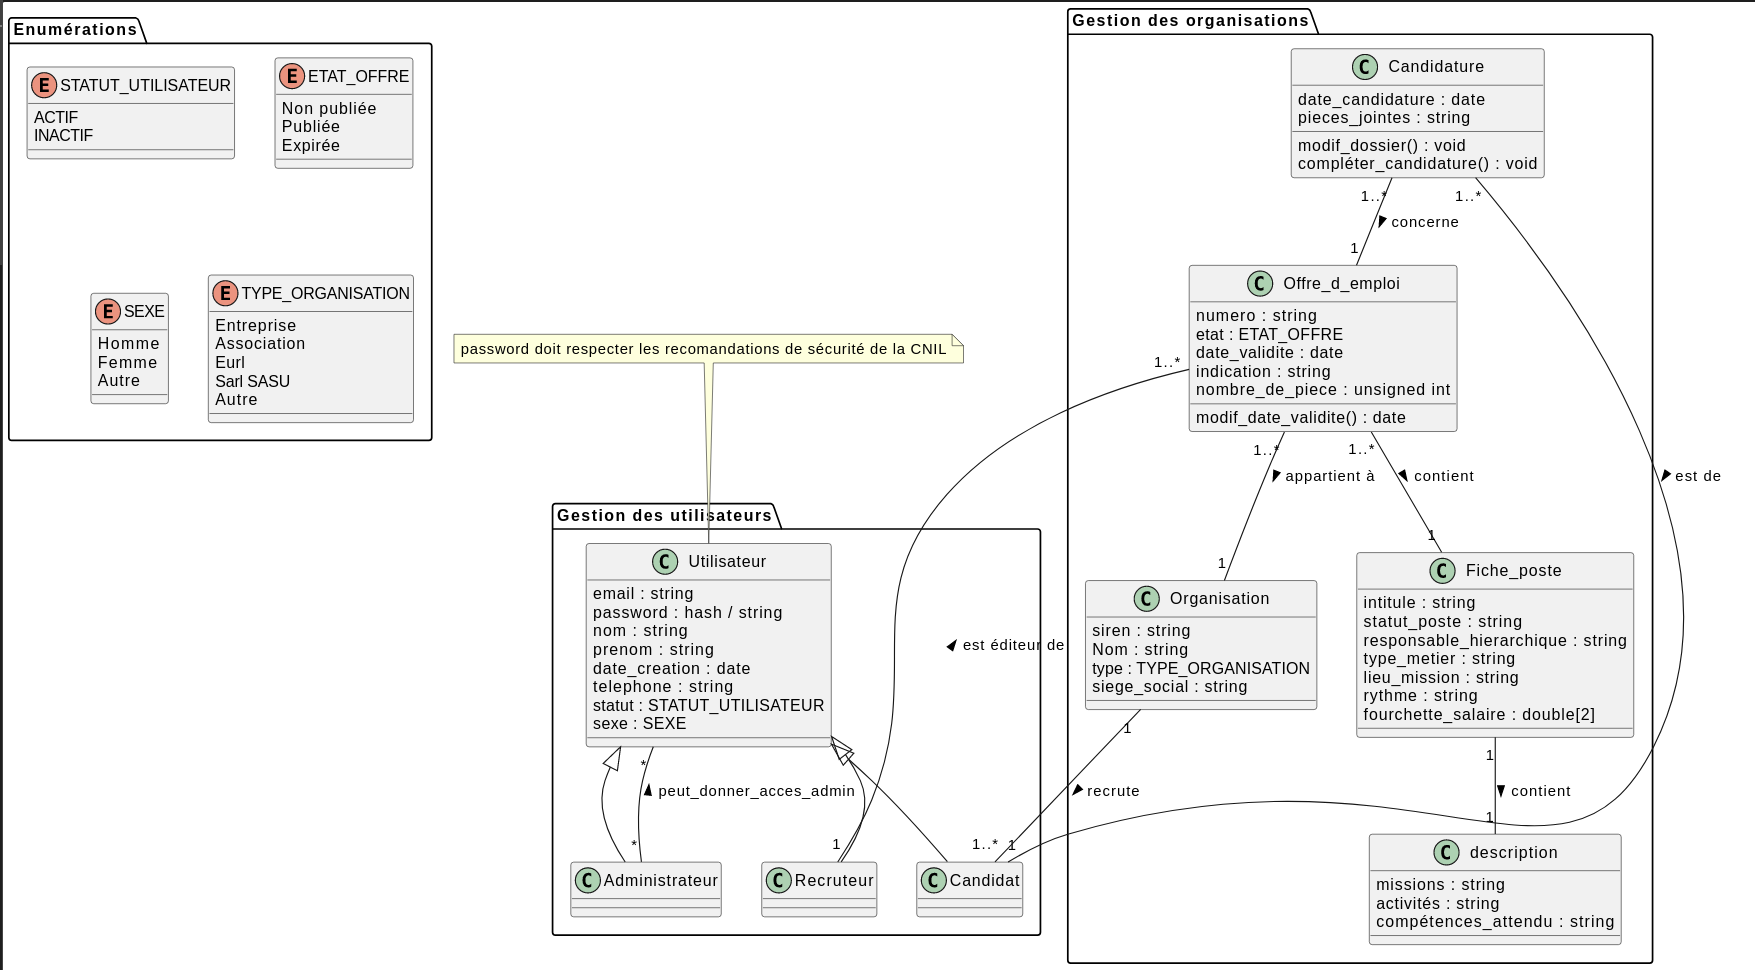 Enumérations
E STATUT_UTILISATEUR
ACTIF
INACTIF
E ETAT_OFFRE
Non publiée
Publiée
Expirée
E SEXE
Homme
Femme
Autre
E TYPE_ORGANISATION
Entreprise
Association
Eurl
Sarl SASU
Autre
password doit respecter les recomandations de sécurité de la CNIL
Gestion des utilisateurs
C Utilisateur
email : string
password : hash / string
nom : string
prenom : string
date_creation : date
telephone : string
statut : STATUT_UTILISATEUR
sexe : SEXE
*
peut_donner_acces_admin
*
1
1..* 1
C Administrateur
C Recruteur
C Candidat
Gestion des organisations
C Candidature
date_candidature : date
pieces_jointes : string
modif_dossier() : void
compléter_candidature() : void
1..*
1..*
concerne
1
C Offre_d_emploi
numero : string
etat : ETAT_OFFRE
date_validite : date
indication : string
nombre_de_piece : unsigned int
modif_date_validite() : date
1..*
1..*
1..*
appartient à
contient
est de
1
1
est éditeur de
C Organisation
siren : string
Nom : string
type : TYPE_ORGANISATION
siege_social : string
1
recrute
C Fiche_poste
intitule : string
statut_poste : string
responsable_hierarchique : string
type_metier : string
lieu_mission : string
rythme : string
fourchette_salaire : double[2]
1
contient
1
C description
missions : string
activités : string
compétences_attendu : string